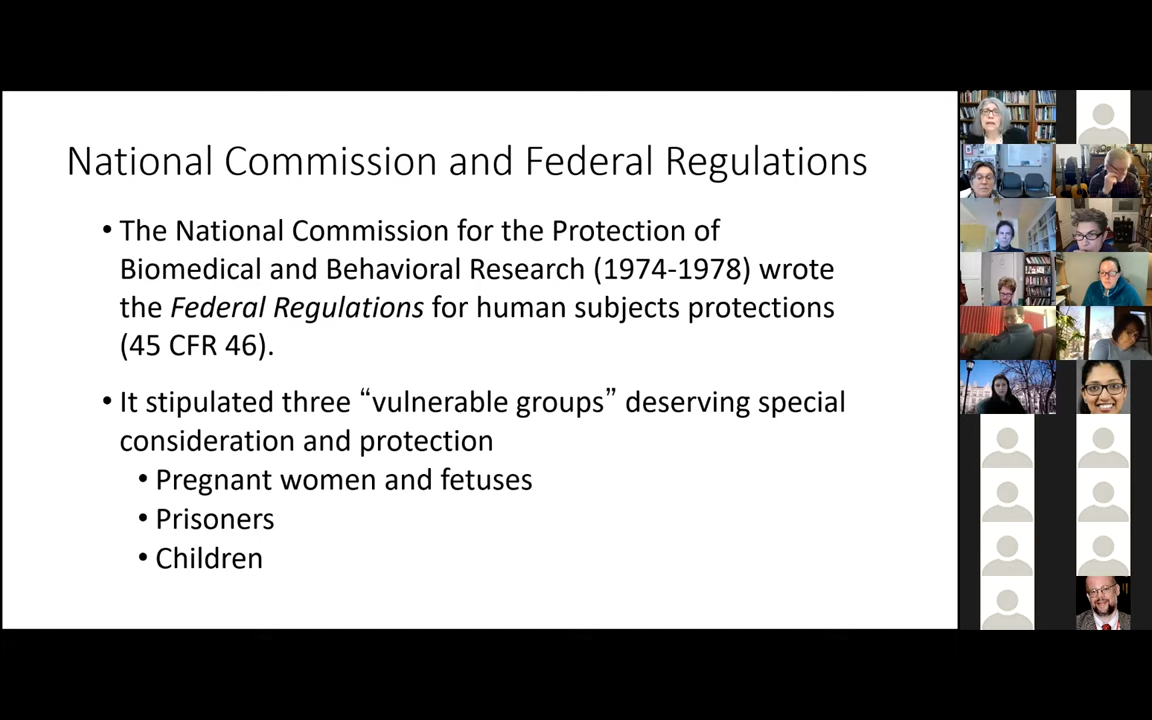 National Commission and Federal Regulations
• The National Commission for the Protection of
Biomedical and Behavioral Research (1974-1978) wrote
the Federal Regulations for human subjects protections
(45 CFR 46).
• It stipulated three “vulnerable groups” deserving special
consideration and protection
• Pregnant women and fetuses
• Prisoners
• Children